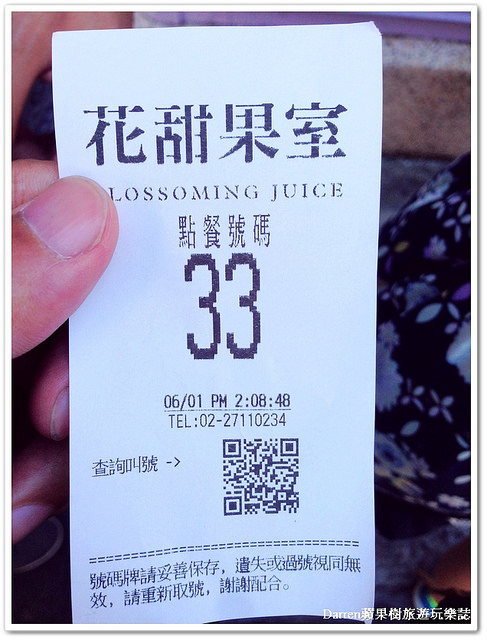 花甜果室
LOSSOMING JUICE
點餐號碼
33
06/01 PM 2:08:48
TEL:02-27110234
查詢叫號 ->
號碼牌請妥善保存，遺失或過號視同無
效，請重新取號，謝謝配合。
Darren蘋果樹旅遊玩樂誌